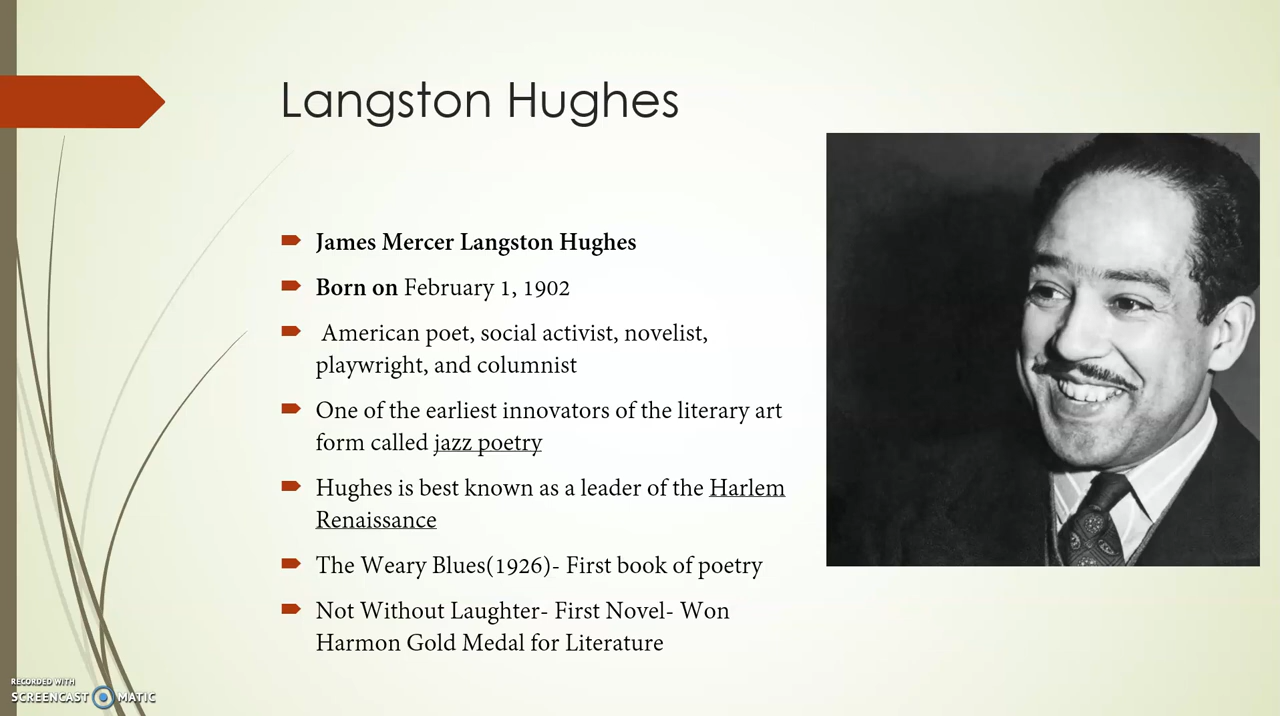 Langston Hughes
James Mercer Langston Hughes
Born on February 1, 1902
American poet, social activist, novelist,
playwright, and columnist
One of the earliest innovators of the literary art
form called jazz poetry
Hughes is best known as a leader of the Harlem
Renaissance
The Weary Blues(1926)- First book of poetry
Not Without Laughter- First Novel- Won
Harmon Gold Medal for Literature
RECORDED WITH
SCREENCAST MATIC